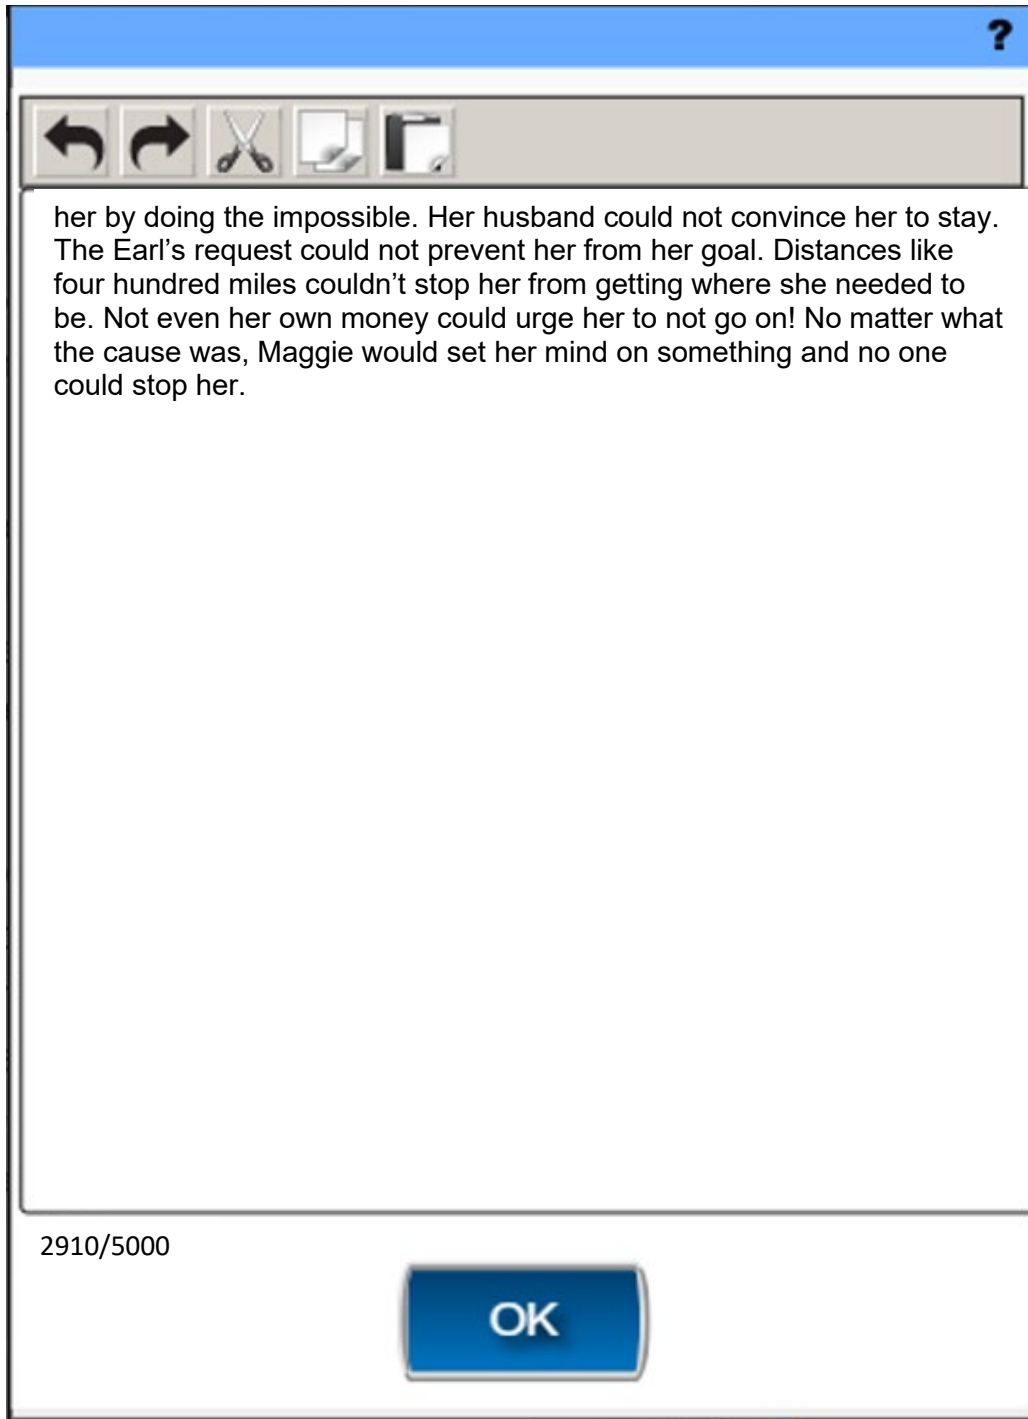 ?
her by doing the impossible. Her husband could not convince her to stay.
The Earl’s request could not prevent her from her goal. Distances like
four hundred miles couldn’t stop her from getting where she needed to
be. Not even her own money could urge her to not go on! No matter what
the cause was, Maggie would set her mind on something and no one
could stop her.
2910/5000
OK